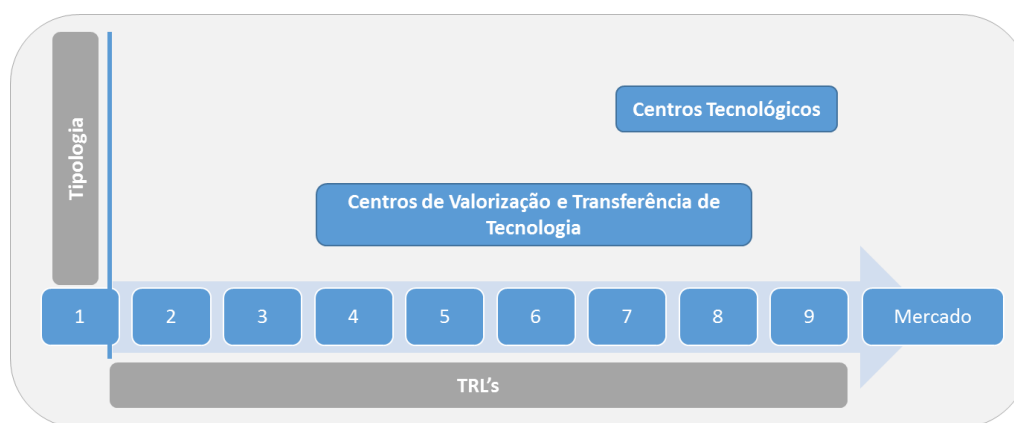 Tipologia
Centros Tecnológicos
Centros de Valorização e Transferência de
Tecnologia
1 2 3 4 5 6 7 8 9 Mercado
TRL's